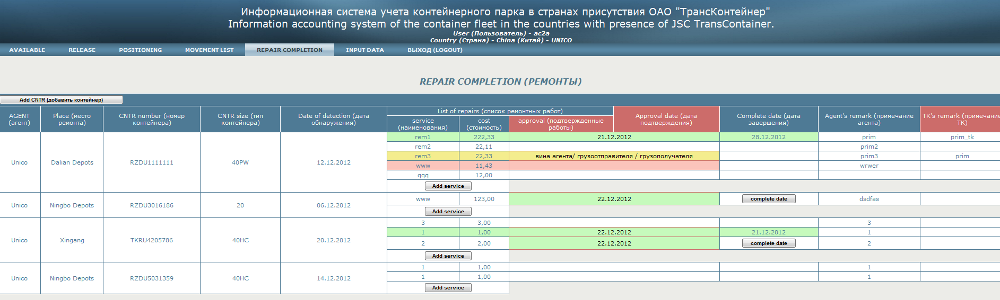 Информационная система учета контейнерного парка в странах присутствия ОАО "ТрансКонтейнер"
Information accounting system of the container fleet in the countries with presence of JSC TransContainer.
User (Пользователь) - ac2a
Country (Страна) - China (Китай) - UNICO
AVAILABLE RELEASE POSITIONING MOVEMENT LIST REPAIR COMPLETION INPUT DATA ВЫХОД (LOGOUT)
REPAIR COMPLETION (РЕМОНТЫ)
Add CNTR (добавить контейнер)
AGENT (агент) Place (место ремонта) CNTR number (номер контейнера) CNTR size (тип контейнера) Date of detection (дата обнаружения) List of repairs (список ремонтных работ) Approval date (дата подтверждения) Complete date (дата завершения) Agent's remark (примечание агента) TK's remark (примечание ТК)
service (наименования) cost (стоимость) approval (подтвержденные работы)
Unico Dalian Depots RZDU1111111 40PW 12.12.2012
rem1 222,33 21.12.2012 28.12.2012 prim prim_tk
rem2 22,11 prim2
rem3 22,33 вина агента/ грузоотправителя / грузополучателя prim3 prim
www 11,43 wrwer
qqq 12,00
Add service
Unico Ningbo Depots RZDU3016186 20 06.12.2012
www 123,00 22.12.2012 complete date dsdfas
Add service
Unico Xingang TKRU4205786 40HC 20.12.2012
3 3,00 3
1 1,00 22.12.2012 21.12.2012 1
2 2,00 22.12.2012 complete date 2
Add service
Unico Ningbo Depots RZDU5031359 40HC 14.12.2012
1 1,00 1
1 1,00 1
Add service